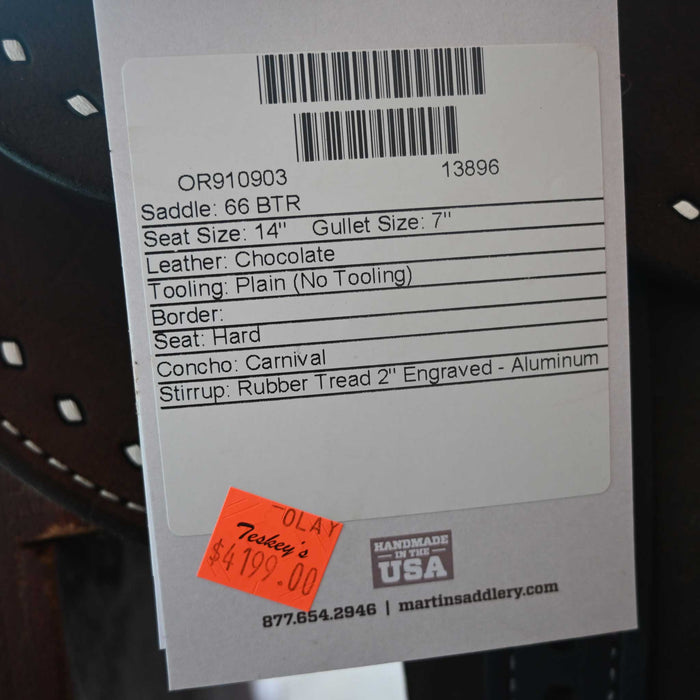 OR910903 13896
Saddle: 66 BTR
Seat Size: 14" Gullet Size: 7"
Leather: Chocolate
Tooling: Plain (No Tooling)
Border:
Seat: Hard
Concho: Carnival
Stirrup: Rubber Tread 2" Engraved - Aluminum
OLAY
Teskey's
$4199.00
HANDMADE
IN THE
USA
877.654.2946 | martinsaddlery.com